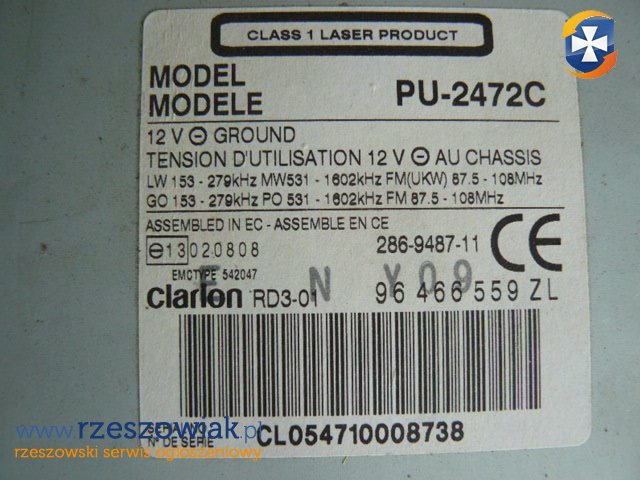 CLASS 1 LASER PRODUCT
MODEL
MODELE PU-2472C
12 V ⊖ GROUND
TENSION D'UTILISATION 12 V ⊖ AU CHASSIS
LW 153 - 279kHz MW531 - 1602kHz FM(UKW) 87.5 - 108MHz
GO 153 - 279kHz PO 531 - 1602kHz FM 87.5 - 108MHz
ASSEMBLED IN EC - ASSEMBLE EN CE
e13 020808 286-9487-11 CE
EMCTYPE 542047
E N Y09
Clarion RD3-01 96 466 559 ZL
www.rzeszowiak.pl
N° DE SERIE CL054710008738
rzeszowski serwis ogłoszeniowy